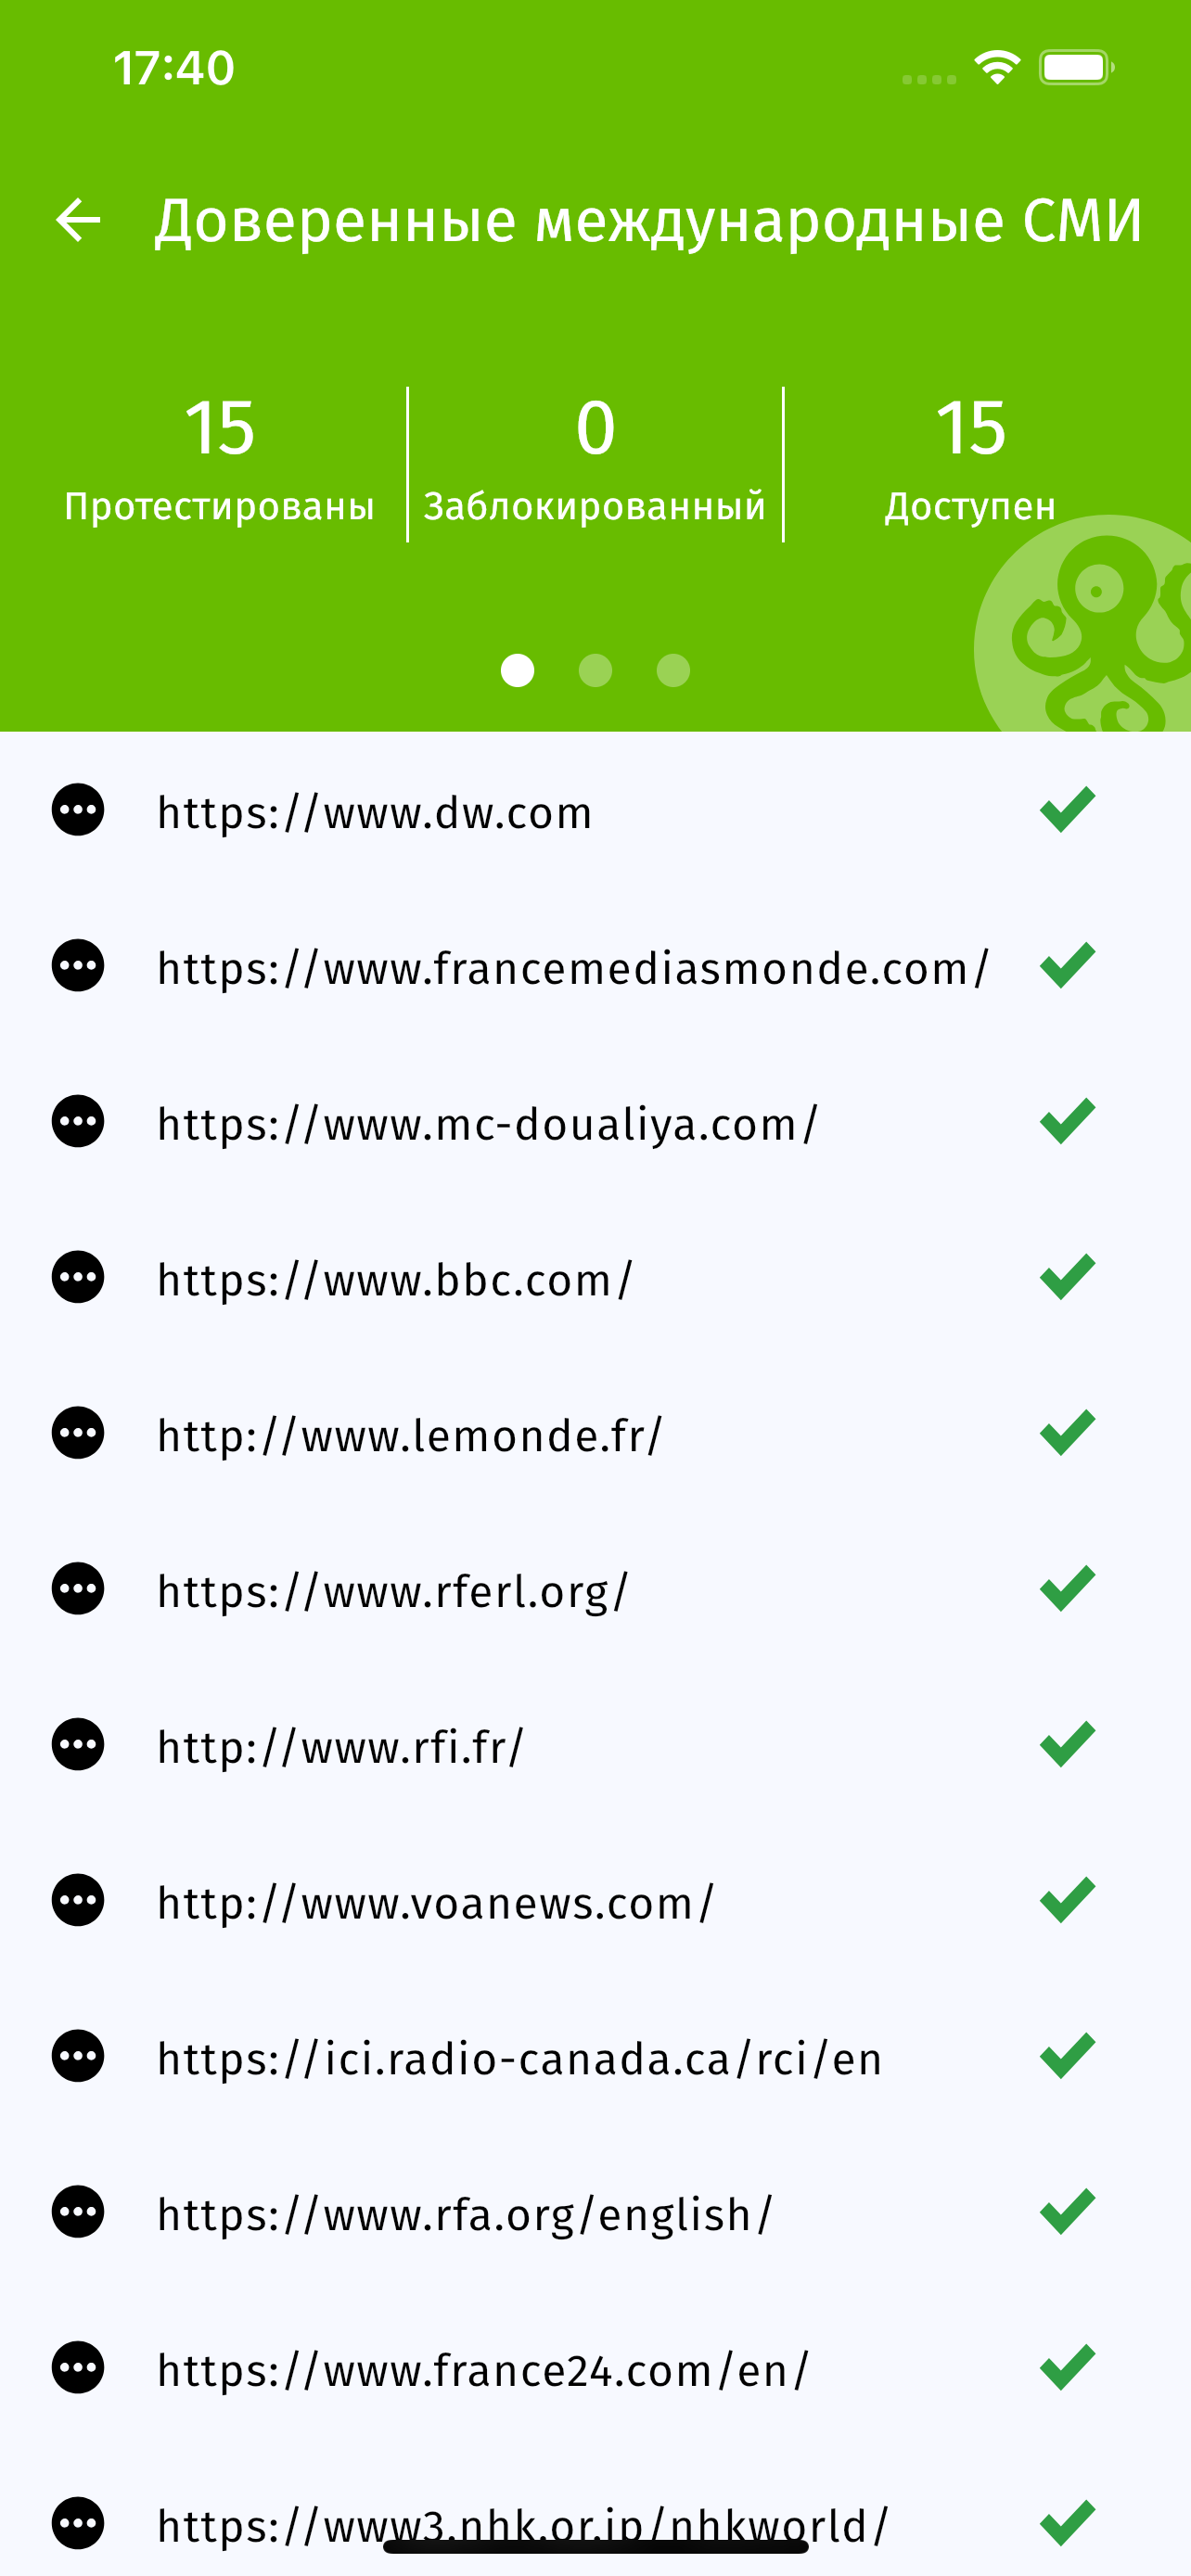 17:40
Доверенные международные СМИ
15
Протестированы
0
Заблокированный
15
Доступен
https://www.dw.com
https://www.francemediasmonde.com/
https://www.mc-doualiya.com/
https://www.bbc.com/
http://www.lemonde.fr/
https://www.rferl.org/
http://www.rfi.fr/
http://www.voanews.com/
https://ici.radio-canada.ca/rci/en
https://www.rfa.org/english/
https://www.france24.com/en/
https://www3.nhk.or.jp/nhkworld/